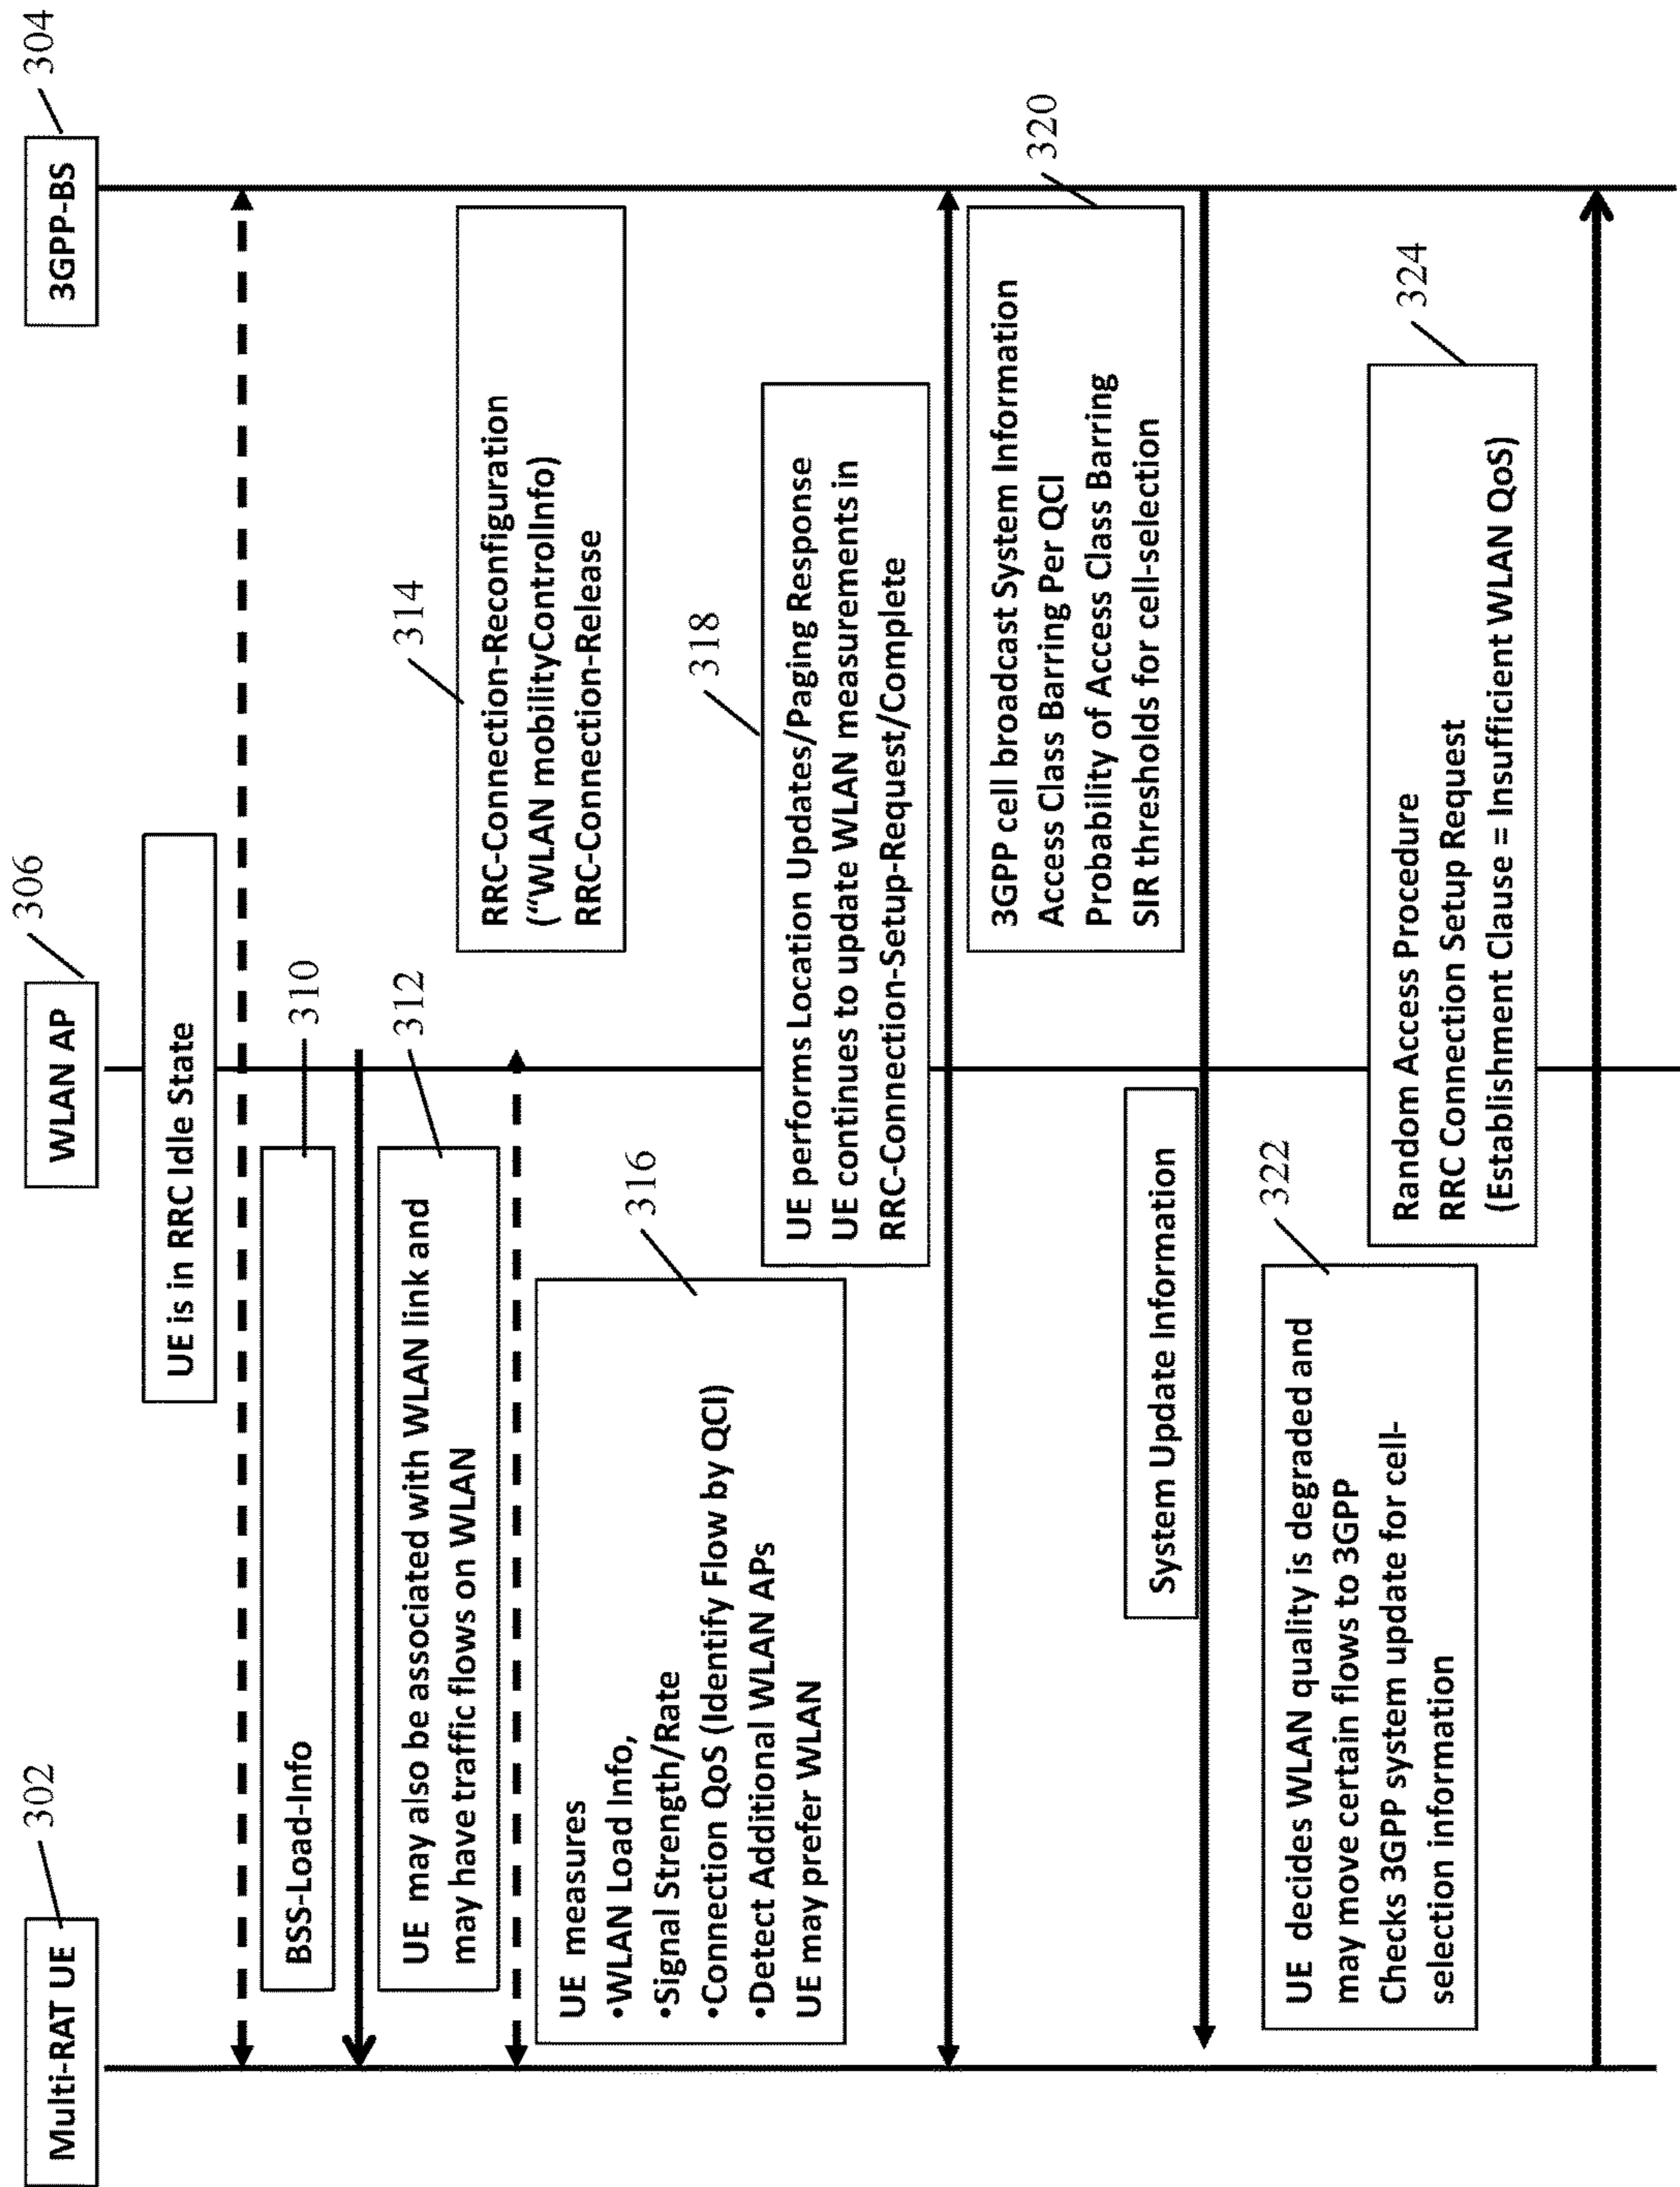 Multi-RAT UE
302
WLAN AP
306
3GPP-BS
304
UE is in RRC Idle State
BSS-Load-Info
310
UE may also be associated with WLAN link and
may have traffic flows on WLAN
312
314
RRC-Connection-Reconfiguration
(“WLAN mobilityControlInfo)
RRC-Connection-Release
UE measures
•WLAN Load Info,
•Signal Strength/Rate
•Connection QoS (Identify Flow by QCI)
•Detect Additional WLAN APs
UE may prefer WLAN
316
318
UE performs Location Updates/Paging Response
UE continues to update WLAN measurements in
RRC-Connection-Setup-Request/Complete
3GPP cell broadcast System Information
Access Class Barring Per QCI
Probability of Access Class Barring
SIR thresholds for cell-selection
320
System Update Information
UE decides WLAN quality is degraded and
may move certain flows to 3GPP
Checks 3GPP system update for cell-
selection information
322
Random Access Procedure
RRC Connection Setup Request
(Establishment Clause = Insufficient WLAN QoS)
324